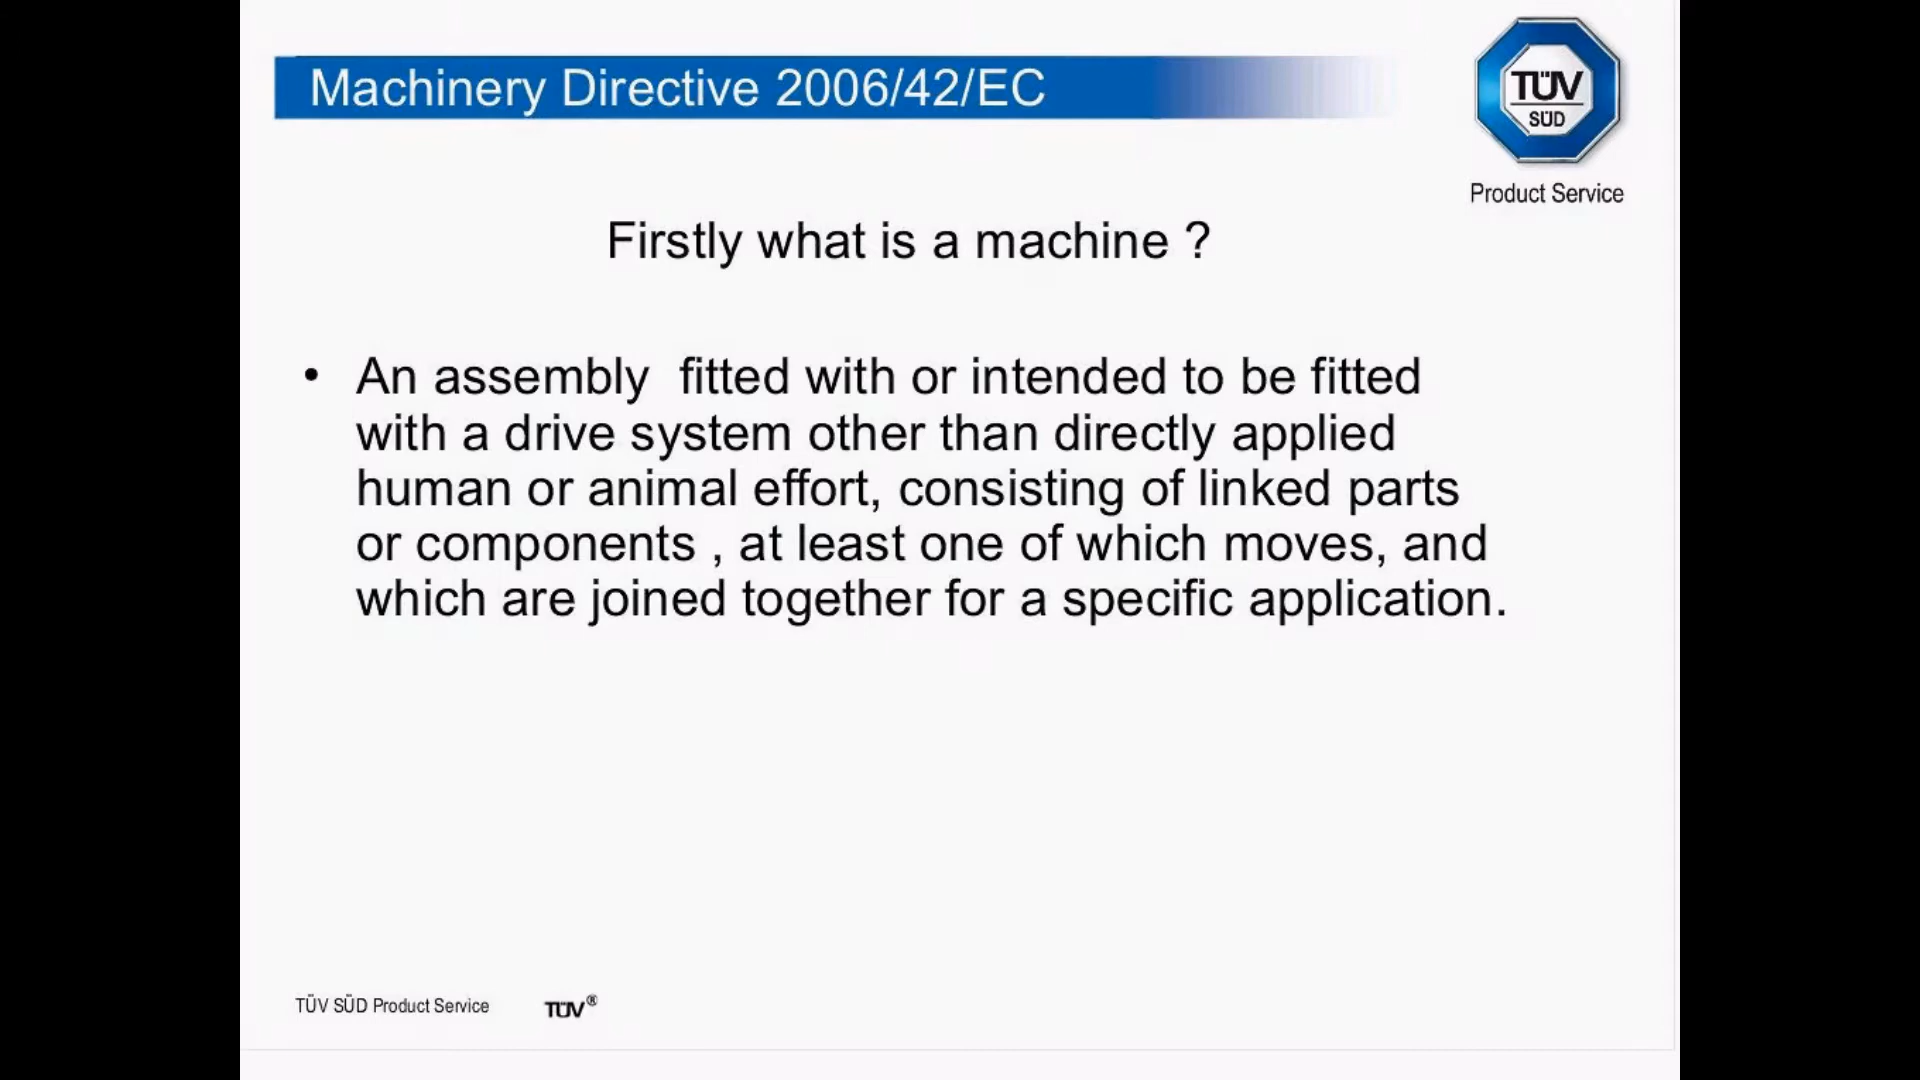 Machinery Directive 2006/42/EC
TÜV
SÜD
Product Service
Firstly what is a machine ?
• An assembly  fitted with or intended to be fitted
with a drive system other than directly applied
human or animal effort, consisting of linked parts
or components , at least one of which moves, and
which are joined together for a specific application.
TÜV SÜD Product Service TÜV®